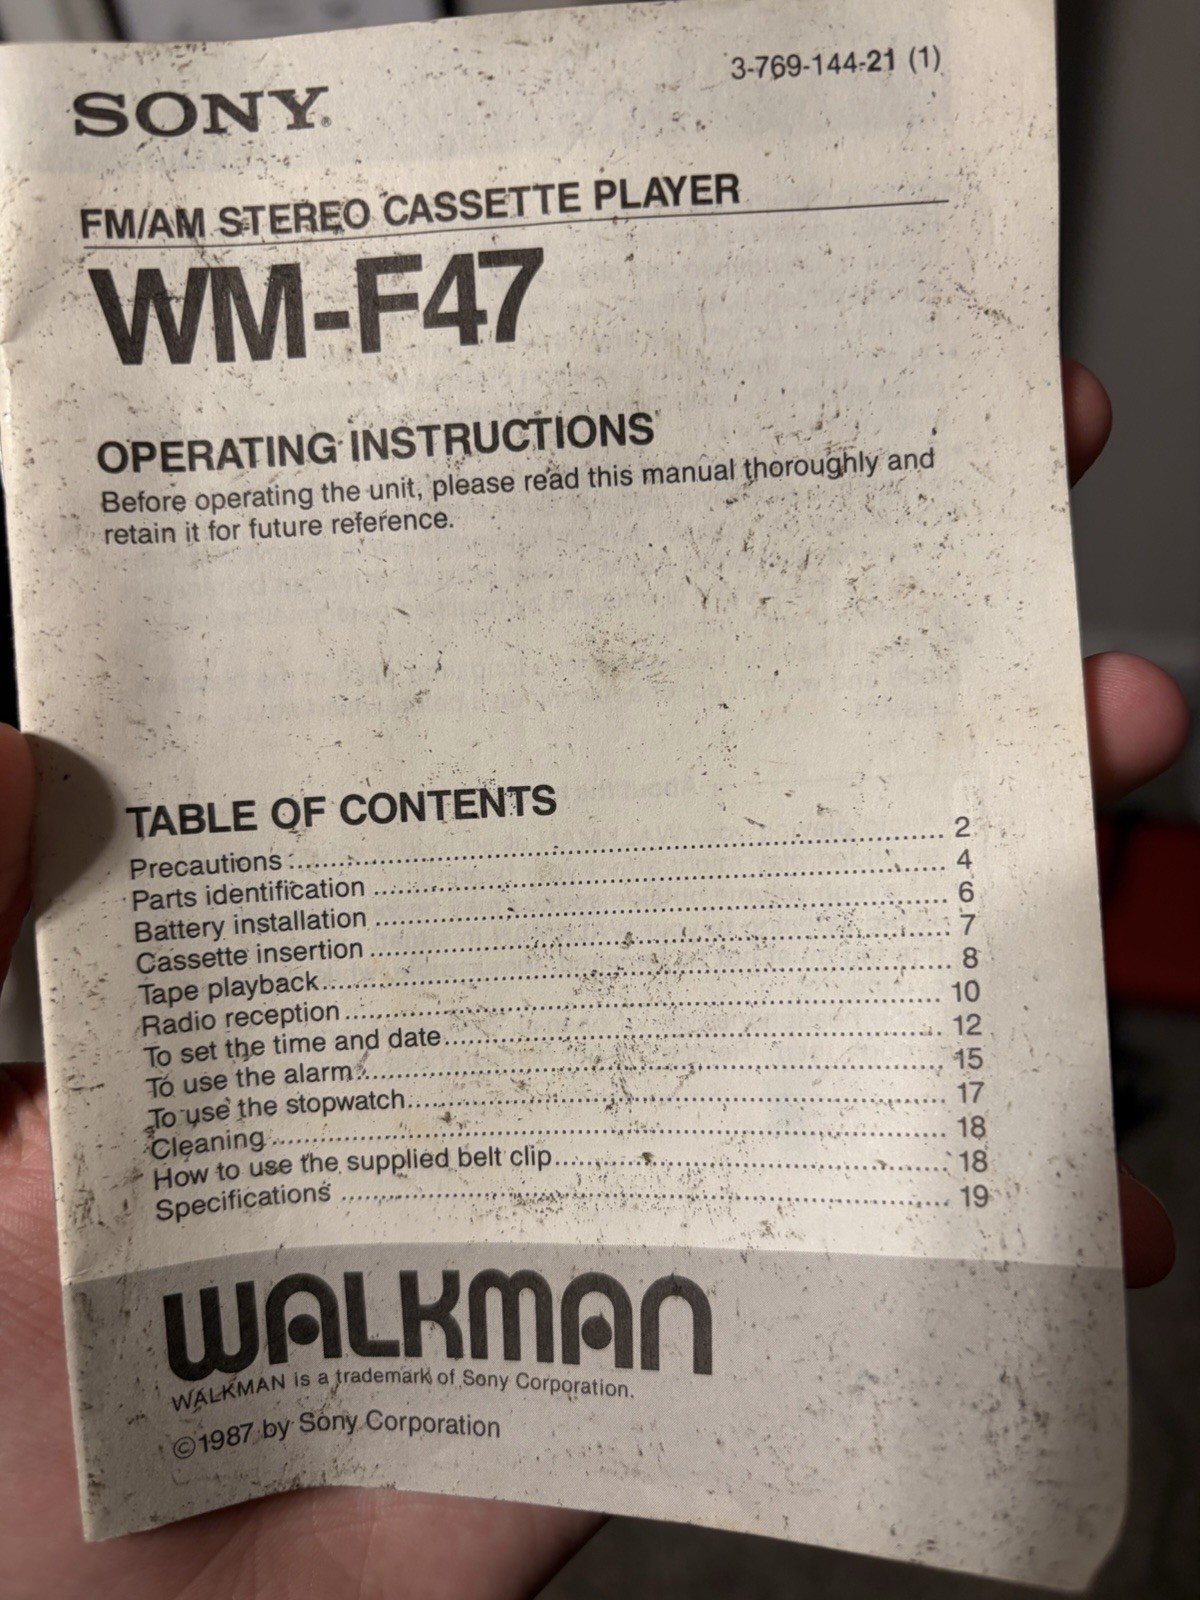 3-769-144-21 (1)
SONY®
FM/AM STEREO CASSETTE PLAYER
WM-F47
OPERATING INSTRUCTIONS
Before operating the unit, please read this manual thoroughly and
retain it for future reference.
TABLE OF CONTENTS
Precautions .......... 2
Parts identification .......... 4
Battery installation .......... 6
Cassette insertion .......... 7
Tape playback .......... 8
Radio reception .......... 10
To set the time and date .......... 12
To use the alarm .......... 15
To use the stopwatch .......... 17
Cleaning .......... 18
How to use the supplied belt clip .......... 18
Specifications .......... 19
WALKMAN
WALKMAN is a trademark of Sony Corporation.
©1987 by Sony Corporation